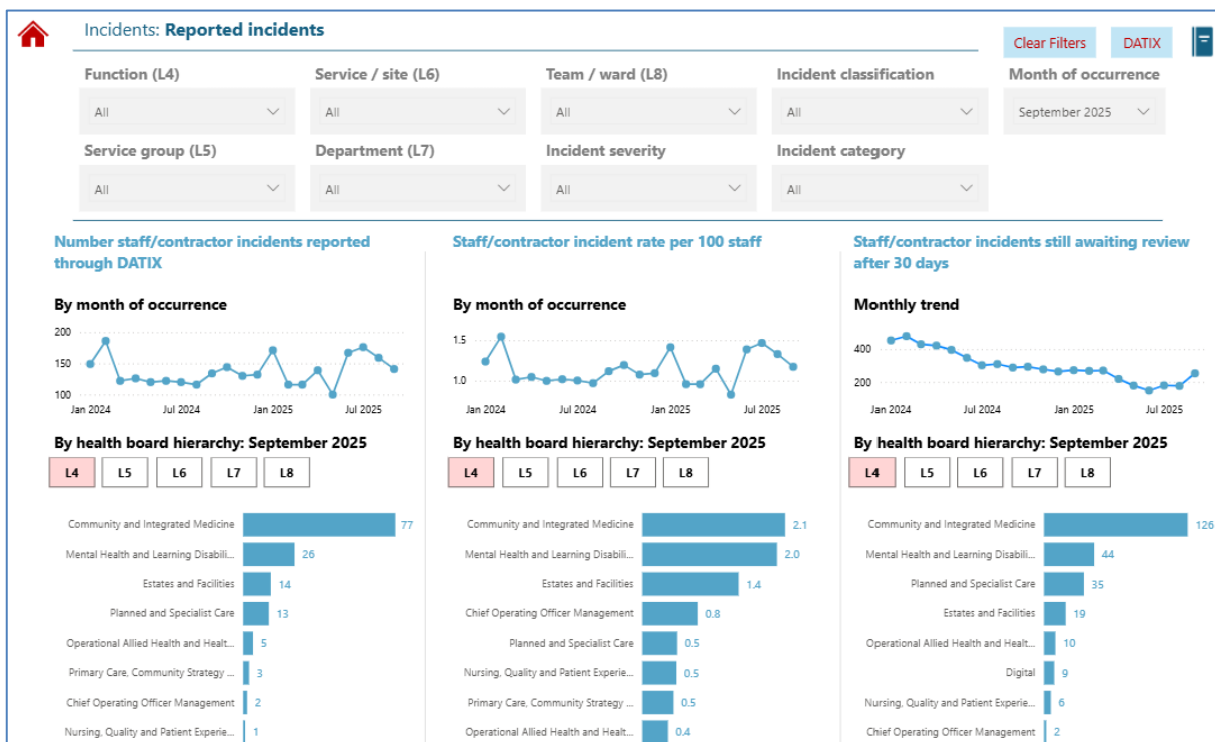 Incidents: Reported incidents
Clear Filters
DATIX
Function (L4)
Service / site (L6)
Team / ward (L8)
Incident classification
Month of occurrence
All
All
All
All
September 2025
Service group (L5)
Department (L7)
Incident severity
Incident category
All
All
All
All
Number staff/contractor incidents reported
through DATIX
By month of occurrence
200
150
100
Jan 2024
Jul 2024
Jan 2025
Jul 2025
By health board hierarchy: September 2025
L4
L5
L6
L7
L8
Community and Integrated Medicine 77
Mental Health and Learning Disabili... 26
Estates and Facilities 14
Planned and Specialist Care 13
Operational Allied Health and Healt... 5
Primary Care, Community Strategy ... 3
Chief Operating Officer Management 2
Nursing, Quality and Patient Experie... 1
Staff/contractor incident rate per 100 staff
By month of occurrence
1.5
1.0
Jan 2024
Jul 2024
Jan 2025
Jul 2025
By health board hierarchy: September 2025
L4
L5
L6
L7
L8
Community and Integrated Medicine 2.1
Mental Health and Learning Disabili... 2.0
Estates and Facilities 1.4
Chief Operating Officer Management 0.8
Planned and Specialist Care 0.5
Nursing, Quality and Patient Experie... 0.5
Primary Care, Community Strategy ... 0.5
Operational Allied Health and Healt... 0.4
Staff/contractor incidents still awaiting review
after 30 days
Monthly trend
400
200
Jan 2024
Jul 2024
Jan 2025
Jul 2025
By health board hierarchy: September 2025
L4
L5
L6
L7
L8
Community and Integrated Medicine 126
Mental Health and Learning Disabili... 44
Planned and Specialist Care 35
Estates and Facilities 19
Operational Allied Health and Healt... 10
Digital 9
Nursing, Quality and Patient Experie... 6
Chief Operating Officer Management 2